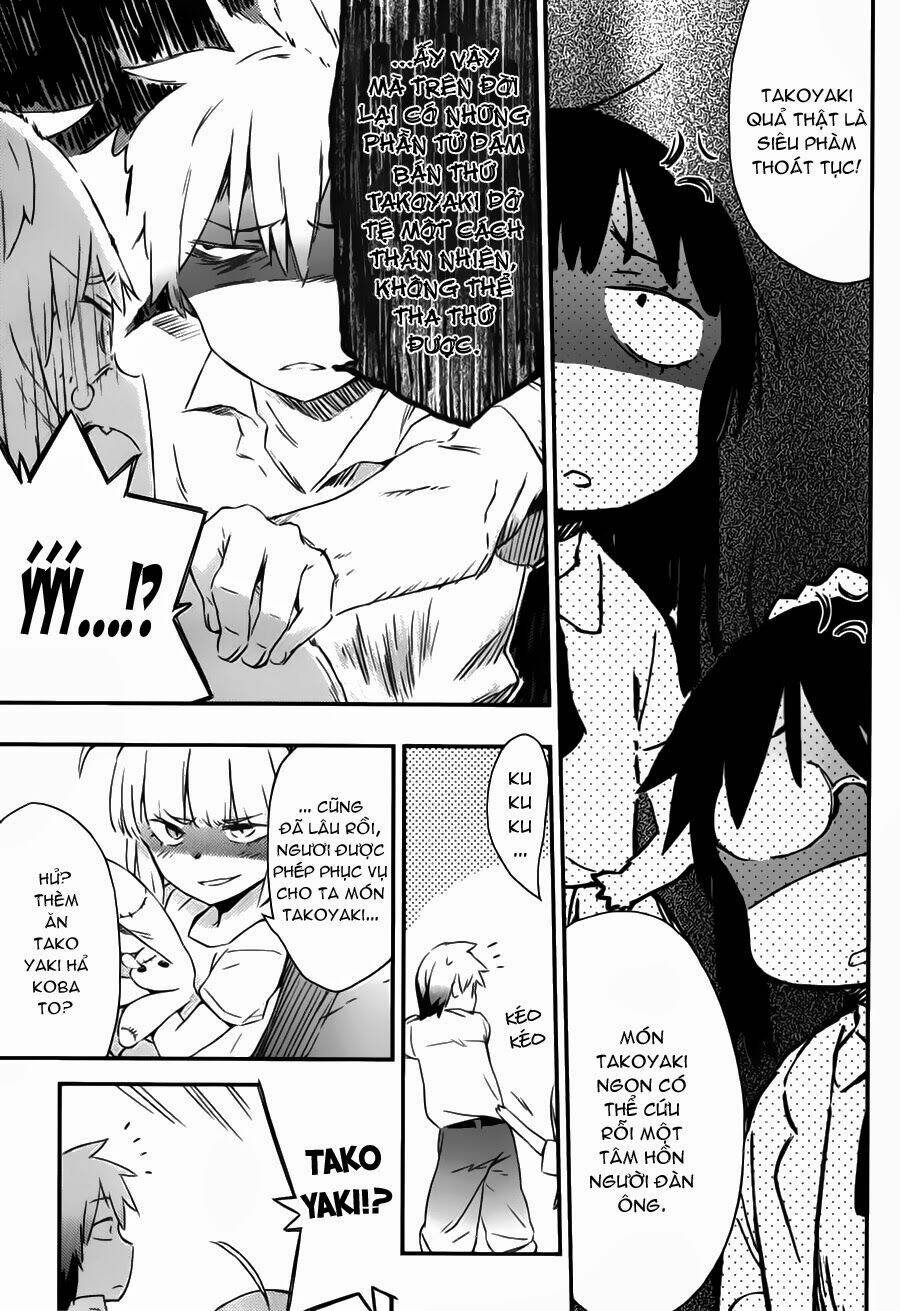 TAKOYAKI
QUẢ THẬT LÀ
SIÊU PHÀM
THOÁT TỤC!
MÓN
TAKOYAKI
NGON CÓ
THỂ CỨU
RỖI MỘT
TÂM HỒN
NGƯỜI ĐÀN
ÔNG.
...ẤY VẬY
MÀ TRÊN ĐỜI
LẠI CÓ NHỮNG
PHẦN TỬ DÁM
BÁN THỨ
TAKOYAKI DỞ
TỆ MỘT CÁCH
THẢN NHIÊN,
KHÔNG THỂ
THA THỨ
ĐƯỢC.
ÝÝÝ....!?
KU
KU
KU
...
KÉO
KÉO
... CŨNG
ĐÃ LÂU RỒI,
NGƯƠI ĐƯỢC
PHÉP PHỤC VỤ
CHO TA MÓN
TAKOYAKI...
HỬ?
THÈM
ĂN
TAKO
YAKI HẢ
KOBA
TO?
TAKO
YAKI!?